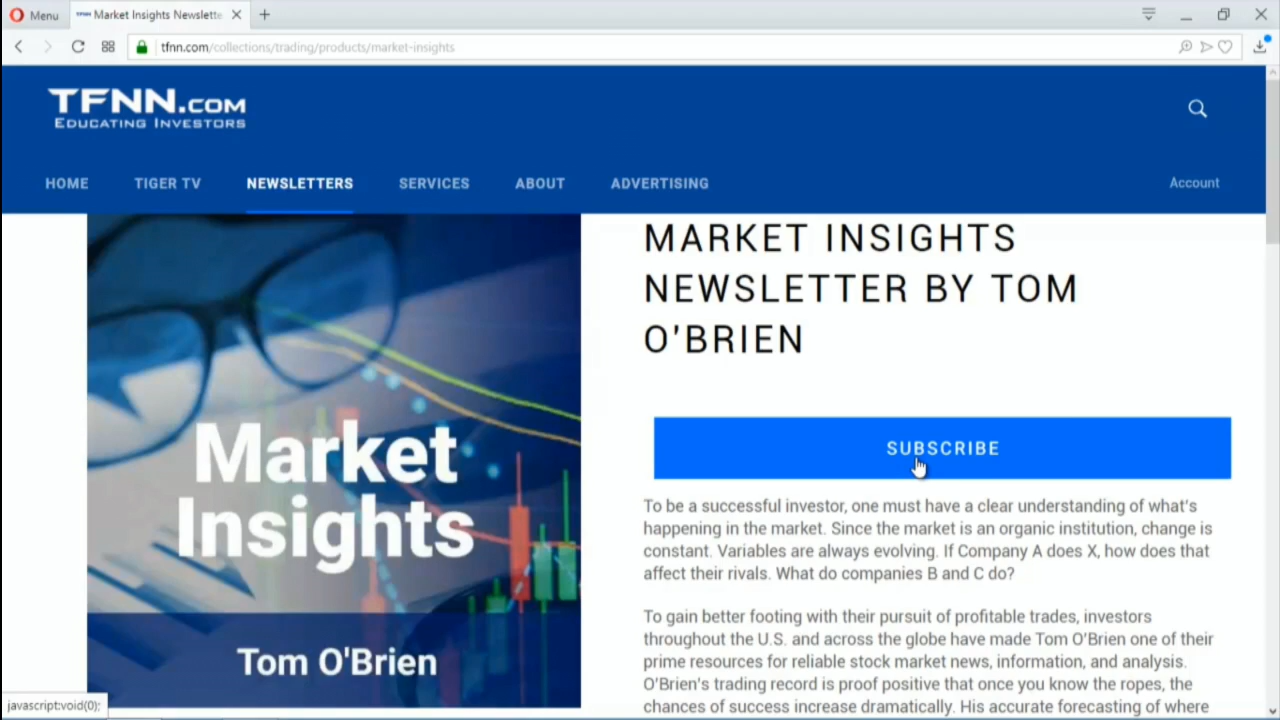 Menu
TFNN Market Insights Newslette
tfnn.com/collections/trading/products/market-insights
TFNN.COM
EDUCATING INVESTORS
HOME TIGER TV NEWSLETTERS SERVICES ABOUT ADVERTISING Account
MARKET INSIGHTS
NEWSLETTER BY TOM
O'BRIEN
Market
Insights
Tom O'Brien
SUBSCRIBE
To be a successful investor, one must have a clear understanding of what's
happening in the market. Since the market is an organic institution, change is
constant. Variables are always evolving. If Company A does X, how does that
affect their rivals. What do companies B and C do?
To gain better footing with their pursuit of profitable trades, investors
throughout the U.S. and across the globe have made Tom O'Brien one of their
prime resources for reliable stock market news, information, and analysis.
O'Brien's trading record is proof positive that once you know the ropes, the
chances of success increase dramatically. His accurate forecasting of where
javascript:void(0);